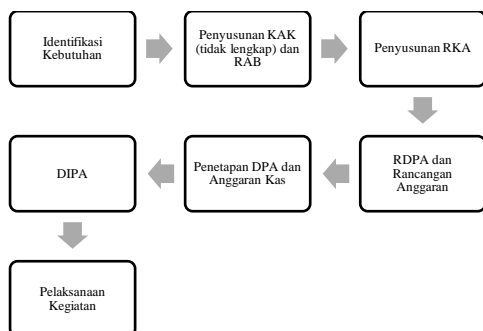 Identifikasi
Kebutuhan
Penyusunan KAK
(tidak lengkap) dan
RAB
Penyusunan RKA
RDPA dan
Rancangan
Anggaran
Penetapan DPA dan
Anggaran Kas
DIPA
Pelaksanaan
Kegiatan